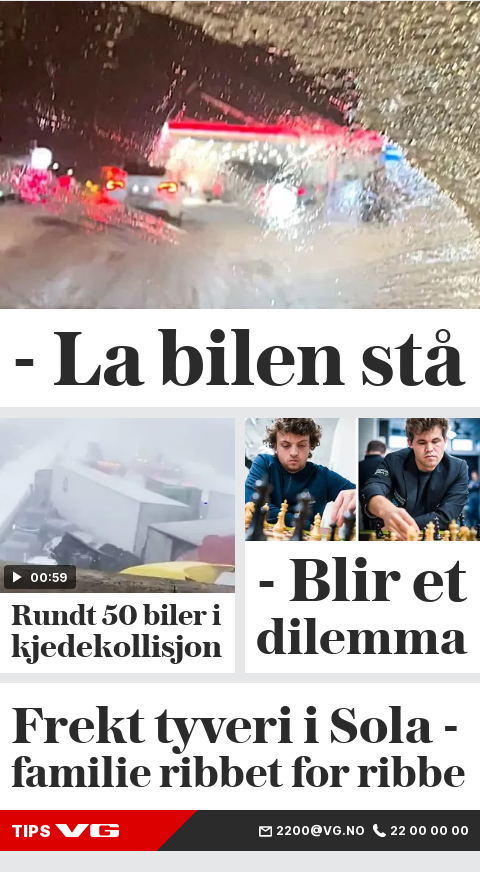 - La bilen stå
00:59
Rundt 50 biler i
kjedekollisjon
- Blir et
dilemma
Frekt tyveri i Sola -
familie ribbet for ribbe
TIPS VG 2200@VG.NO 22 00 00 00